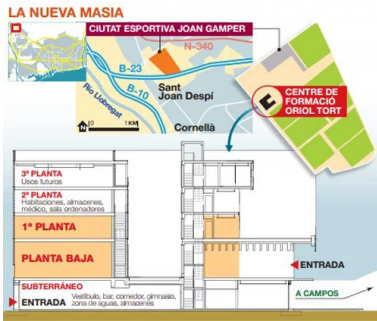 LA NUEVA MASIA
CIUTAT ESPORTIVA JOAN GAMPER
N-340
B-23
B-10
Río Llobregat
Sant
Joan Despí
Cornellà
N
0 1KM
E
CENTRE DE
FORMACIÓ
ORIOL TORT
3ª PLANTA
Usos futuros
2ª PLANTA
Habitaciones, almacenes,
médico, sala ordenadores
1ª PLANTA
PLANTA BAJA
ENTRADA
SUBTERRÁNEO
ENTRADA
Vestíbulo, bar, comedor, gimnasio,
zona de aguas, almacenes
A CAMPOS